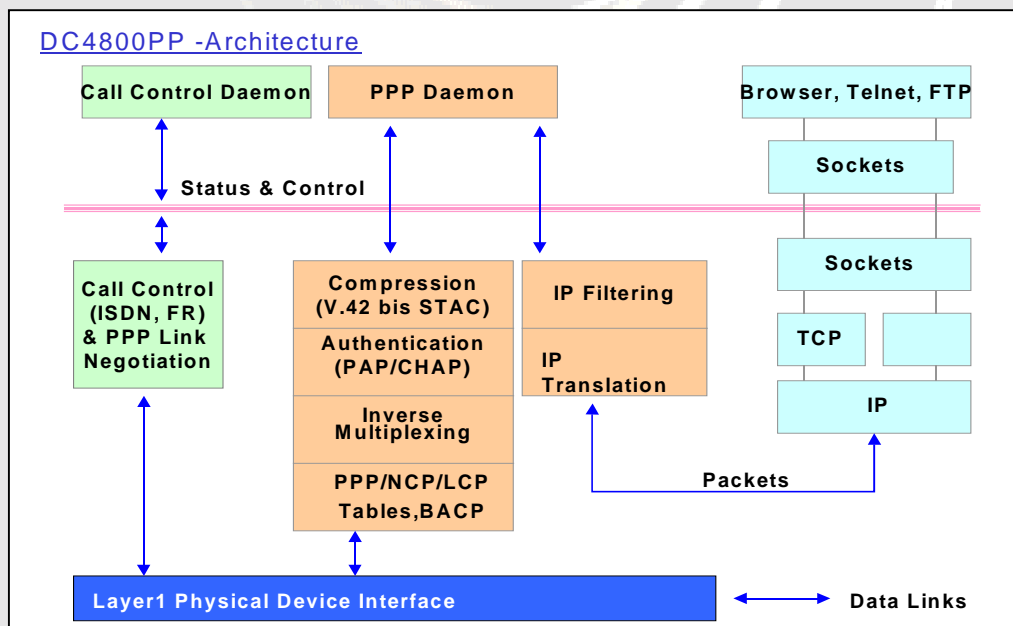 DC4800PP -Architecture
Call Control Daemon
PPP Daemon
Browser, Telnet, FTP
Sockets
Status & Control
Sockets
Call Control
(ISDN, FR)
& PPP Link
Negotiation
Compression
(V.42 bis STAC)
Authentication
(PAP/CHAP)
Inverse
Multiplexing
PPP/NCP/LCP
Tables,BACP
IP Filtering
IP
Translation
TCP
IP
Packets
Layer1 Physical Device Interface
Data Links